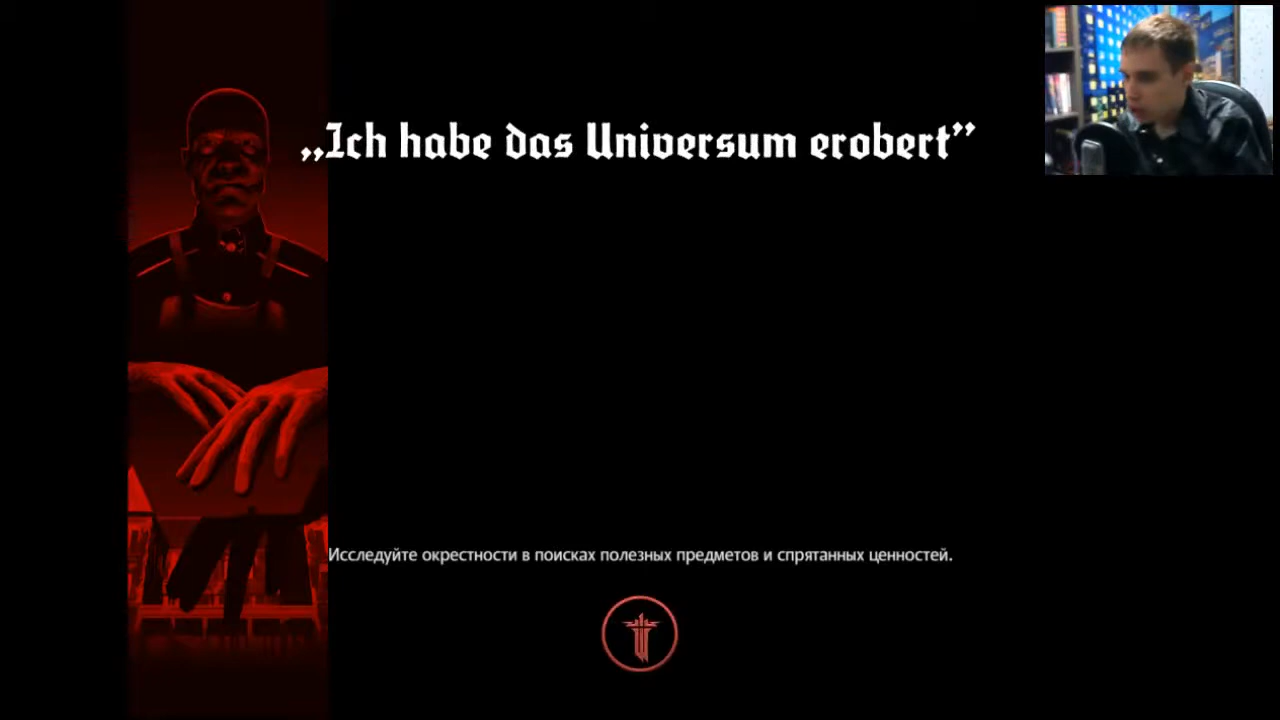 „Ich habe das Universum erobert”
Исследуйте окрестности в поисках полезных предметов и спрятанных ценностей.